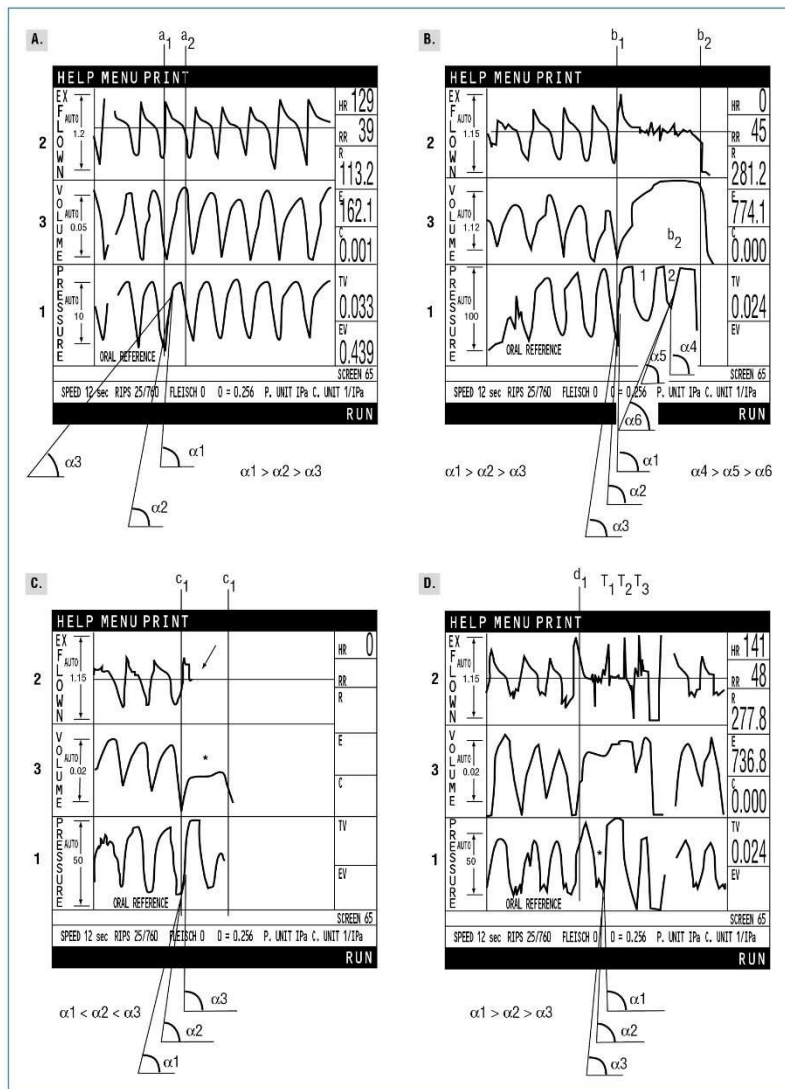 A.
a1 a2
HELP MENU PRINT
EX FLOWN
AUTO
1.2
2
HR 129
RR 39
R 113.2
VOLUME
AUTO
0.05
3
E 162.1
C 0.001
PRESSURE
AUTO
10
1
TV 0.033
EV 0.439
ORAL REFERENCE
SCREEN 65
SPEED 12 sec RIPS 25/760 FLEISCH 0 0 = 0.256 P. UNIT IPa C. UNIT 1/IPa
RUN
α3
α1
α2
α1 > α2 > α3
B.
b1 b2
HELP MENU PRINT
EX FLOWN
AUTO
1.15
2
HR 0
RR 45
R 281.2
VOLUME
AUTO
1.12
3
b2
E 774.1
C 0.000
PRESSURE
AUTO
100
1
1 2
TV 0.024
EV
α5 α4
ORAL REFERENCE
SCREEN 65
SPEED 12 sec RIPS 25/760 FLEISCH 0 0 = 0.256 P. UNIT IPa C. UNIT 1/IPa
RUN
α6
α1
α2
α3
α1 > α2 > α3
α4 > α5 > α6
C.
c1 c1
HELP MENU PRINT
EX FLOWN
AUTO
1.15
2
HR 0
RR
R
VOLUME
AUTO
0.02
3
*
E
C
PRESSURE
AUTO
50
1
TV
EV
ORAL REFERENCE
SCREEN 65
SPEED 12 sec RIPS 25/760 FLEISCH 0 0 = 0.256 P. UNIT IPa C. UNIT 1/IPa
RUN
α1 < α2 < α3
α3
α2
α1
D.
d1 T1 T2 T3
HELP MENU PRINT
EX FLOWN
AUTO
1.15
2
HR 141
RR 48
R 277.8
VOLUME
AUTO
0.02
3
E 736.8
C 0.000
PRESSURE
AUTO
50
1
*
TV 0.024
EV
ORAL REFERENCE
SCREEN 65
SPEED 12 sec RIPS 25/760 FLEISCH 0 0 = 0.256 P. UNIT IPa C. UNIT 1/IPa
RUN
α1 > α2 > α3
α1
α2
α3